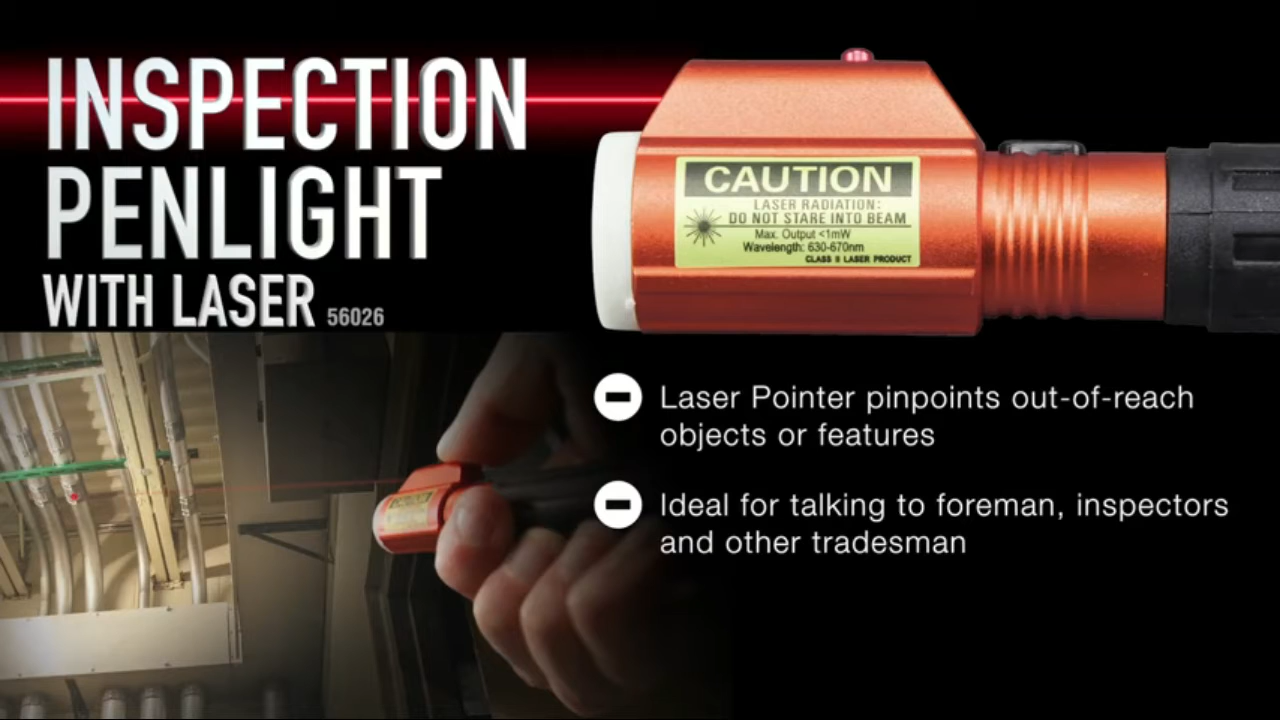 INSPECTION
PENLIGHT
WITH LASER 56026
CAUTION
LASER RADIATION:
DO NOT STARE INTO BEAM
Max. Output <1mW
Wavelength: 630-670nm
CLASS II LASER PRODUCT
Laser Pointer pinpoints out-of-reach
objects or features
Ideal for talking to foreman, inspectors
and other tradesman